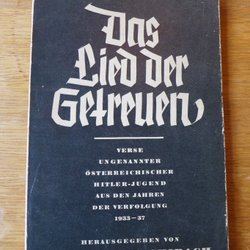 Das
Lied der
Getreuen
VERSE
UNGENANNTER
ÖSTERREICHISCHER
HITLER-JUGEND
AUS DEN JAHREN
DER VERFOLGUNG
1933–37
HERAUSGEGEBEN VON